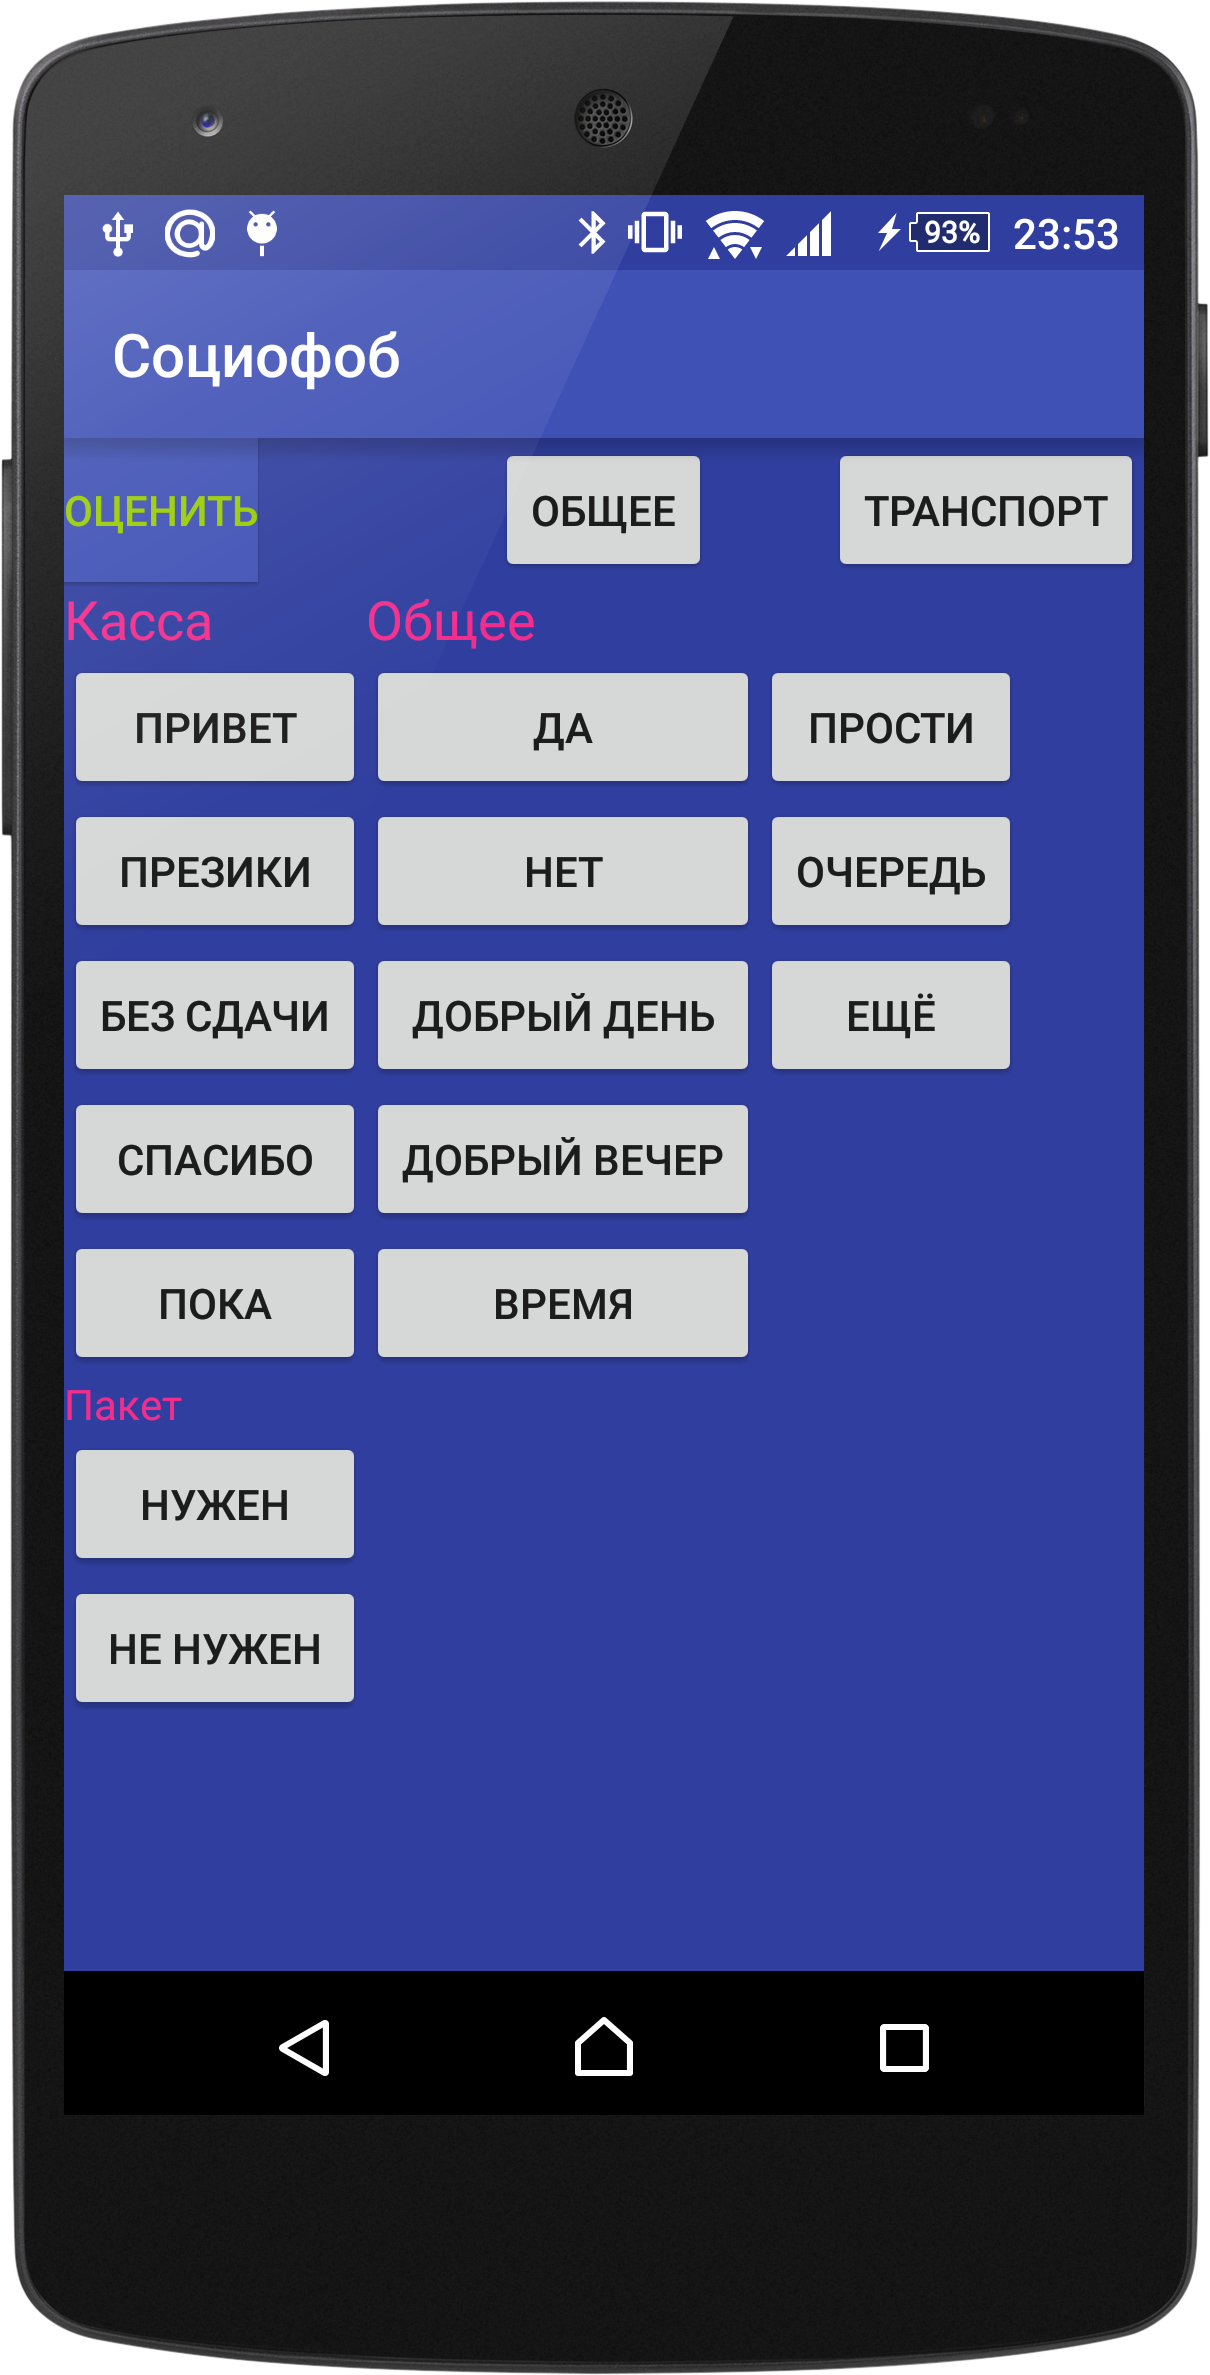 93% 23:53
Социофоб
ОЦЕНИТЬ ОБЩЕЕ ТРАНСПОРТ
Касса Общее
ПРИВЕТ ДА ПРОСТИ
ПРЕЗИКИ НЕТ ОЧЕРЕДЬ
БЕЗ СДАЧИ ДОБРЫЙ ДЕНЬ ЕЩЁ
СПАСИБО ДОБРЫЙ ВЕЧЕР
ПОКА ВРЕМЯ
Пакет
НУЖЕН
НЕ НУЖЕН